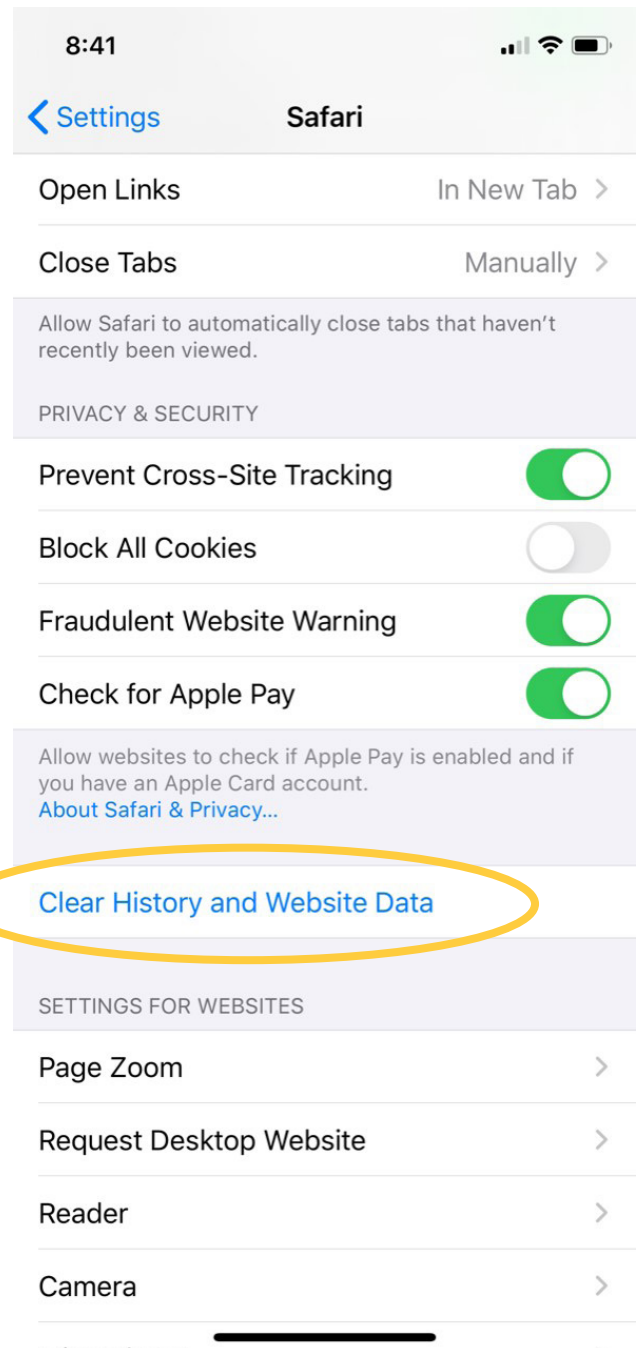 8:41
Settings
Safari
Open Links
In New Tab
Close Tabs
Manually
Allow Safari to automatically close tabs that haven’t
recently been viewed.
PRIVACY & SECURITY
Prevent Cross-Site Tracking
Block All Cookies
Fraudulent Website Warning
Check for Apple Pay
Allow websites to check if Apple Pay is enabled and if
you have an Apple Card account.
About Safari & Privacy...
Clear History and Website Data
SETTINGS FOR WEBSITES
Page Zoom
Request Desktop Website
Reader
Camera